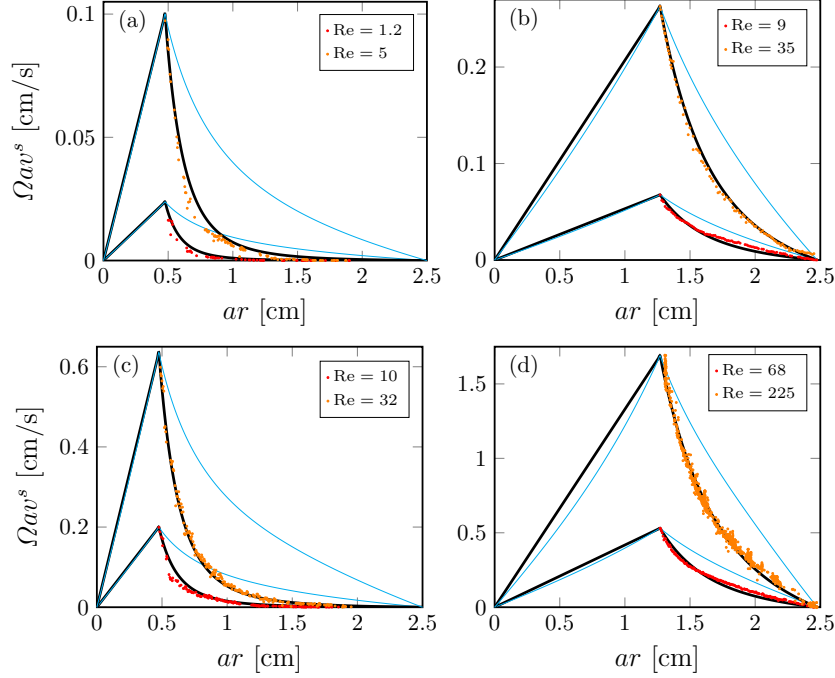 (a)
Re = 1.2
Re = 5
0.1
0.05
0
Ωav^s [cm/s]
0
0.5
1
1.5
2
2.5
ar [cm]
(b)
Re = 9
Re = 35
0.2
0.1
0
0
0.5
1
1.5
2
2.5
ar [cm]
(c)
Re = 10
Re = 32
0.6
0.4
0.2
0
Ωav^s [cm/s]
0
0.5
1
1.5
2
2.5
ar [cm]
(d)
Re = 68
Re = 225
1.5
1
0.5
0
0
0.5
1
1.5
2
2.5
ar [cm]